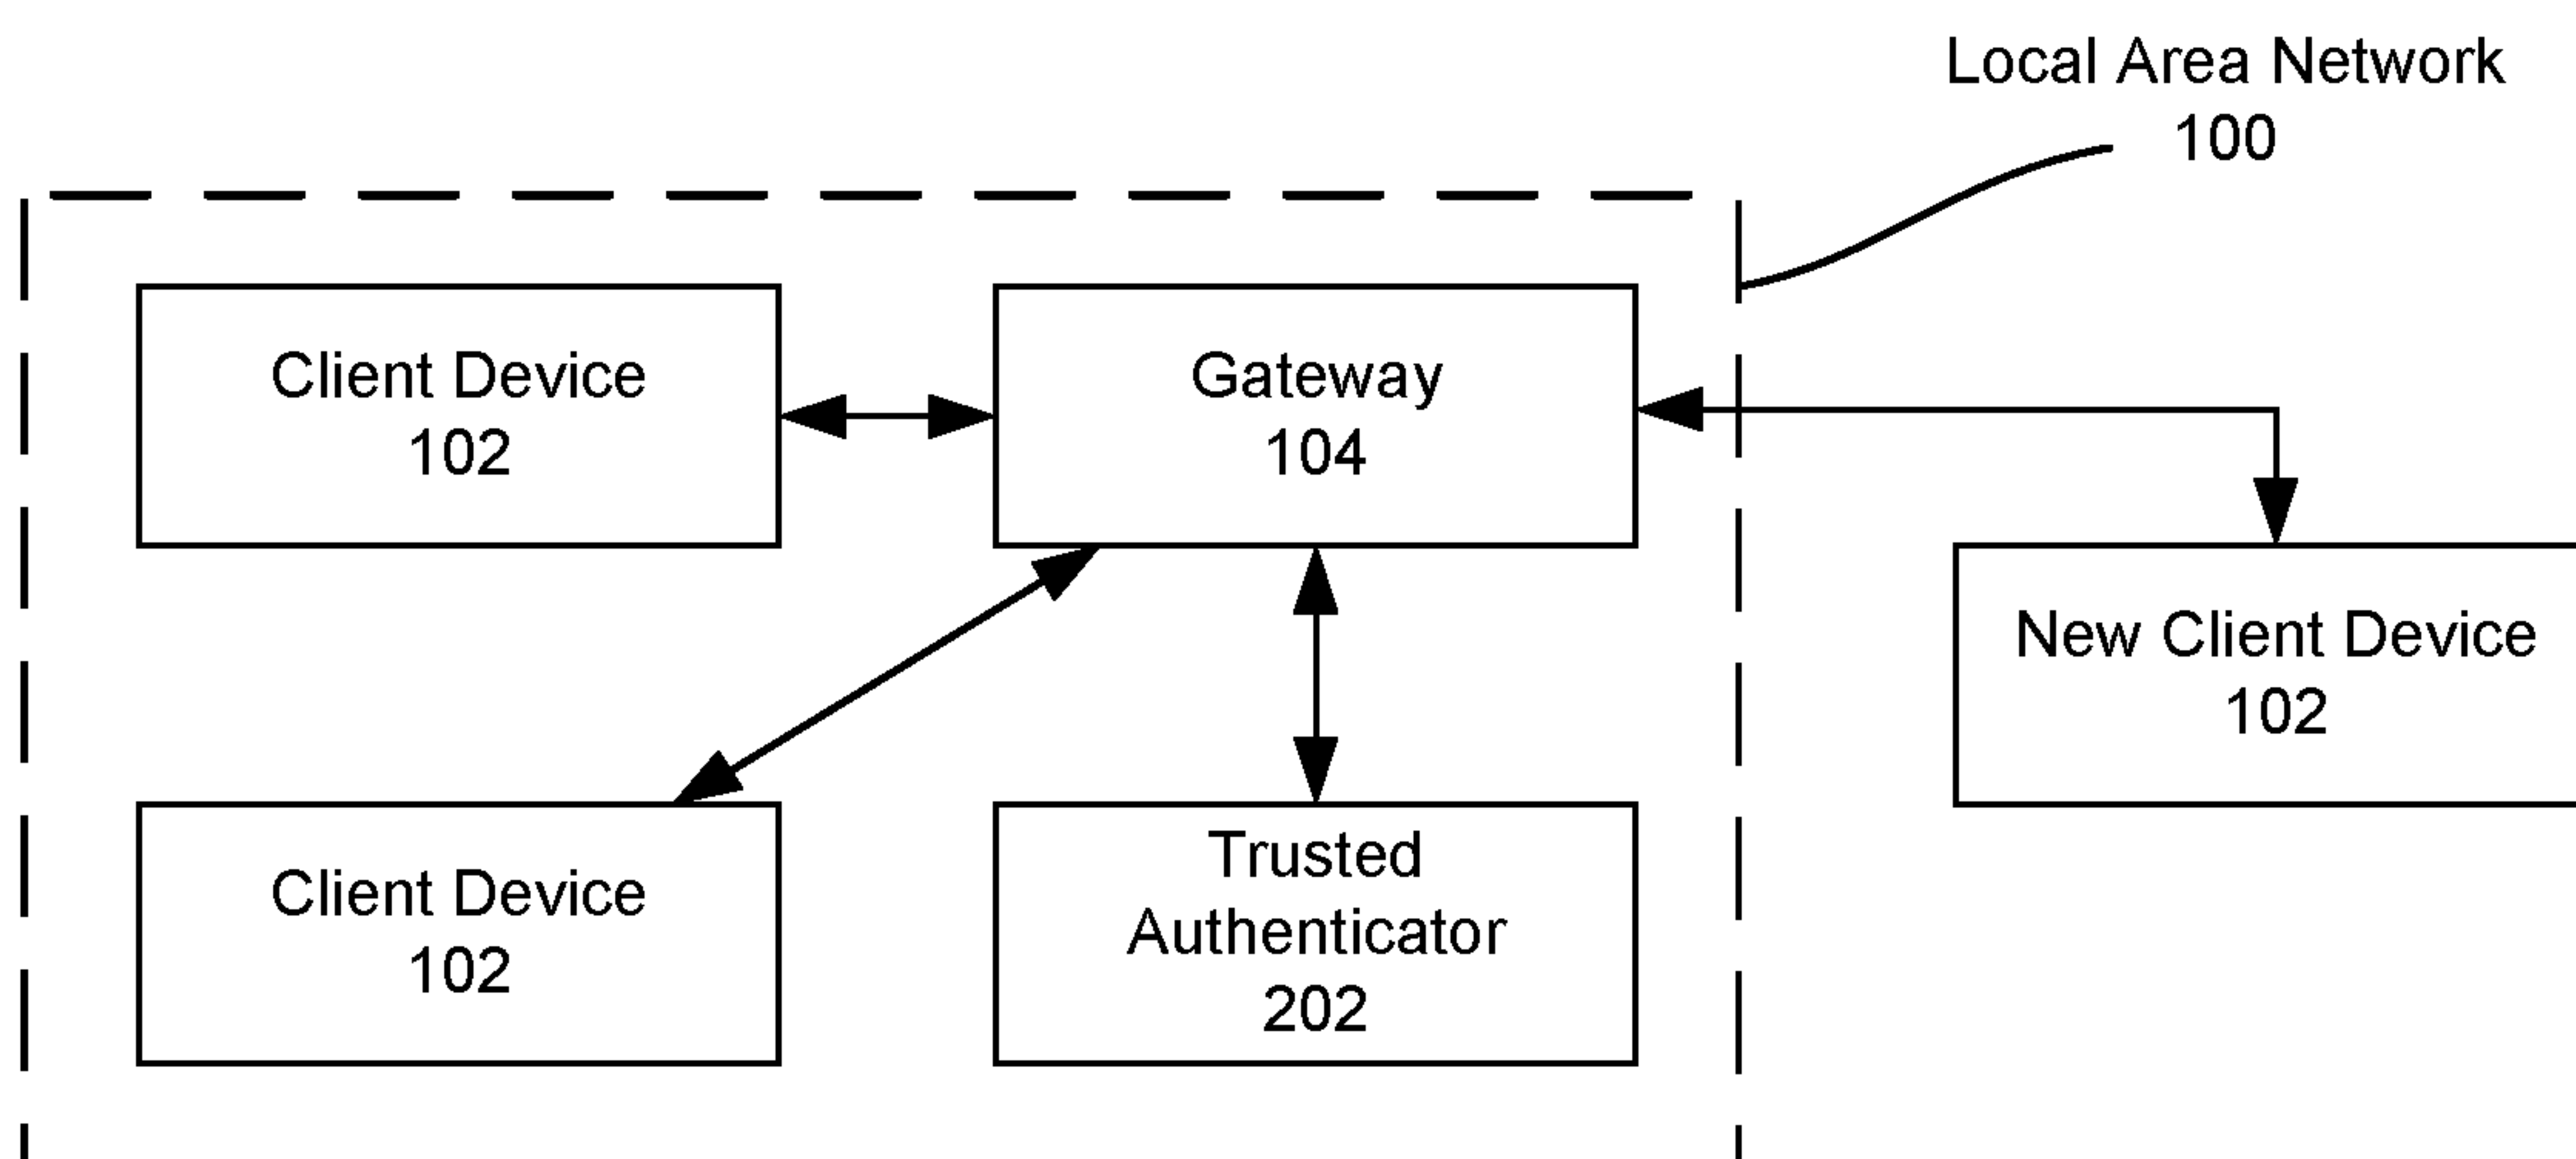 Local Area Network
100
Client Device
102
Gateway
104
New Client Device
102
Client Device
102
Trusted
Authenticator
202